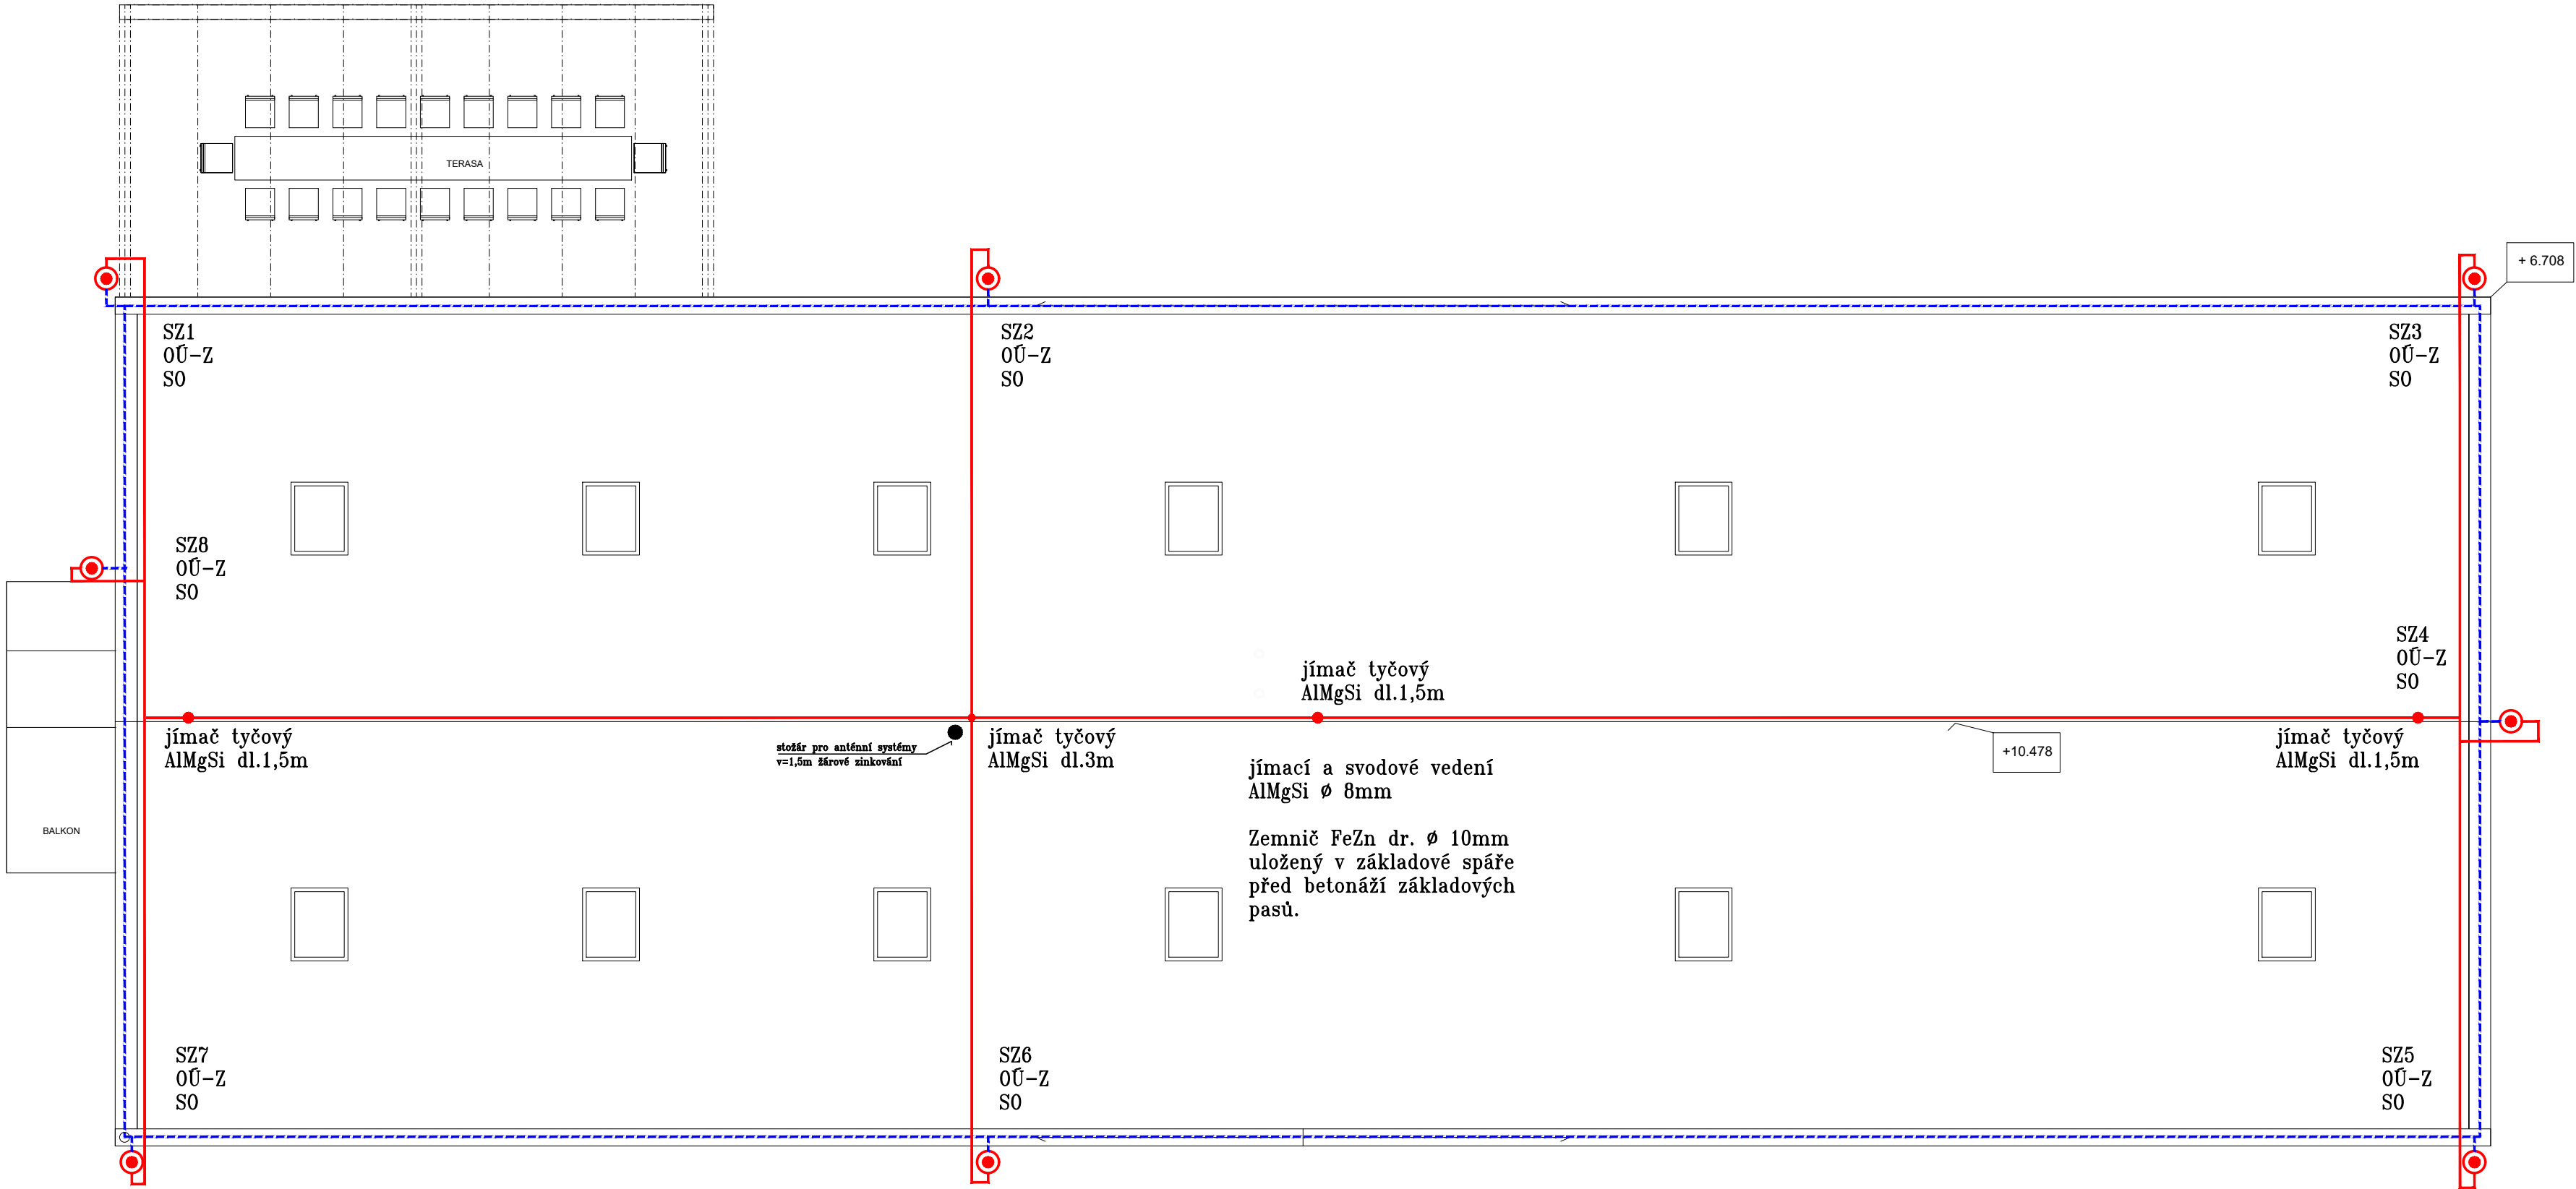 TERASA
+ 6.708
SZ1
OÚ-Z
SO
SZ2
OÚ-Z
SO
SZ3
OÚ-Z
SO
SZ8
OÚ-Z
SO
SZ4
OÚ-Z
SO
jímač tyčový
AlMgSi dl.1,5m
jímač tyčový
AlMgSi dl.1,5m
stožár pro anténní systémy
v=1,5m žárové zinkování
jímač tyčový
AlMgSi dl.3m
+10.478
jímač tyčový
AlMgSi dl.1,5m
jímací a svodové vedení
AlMgSi ø 8mm
Zemnič FeZn dr. ø 10mm
uložený v základové spáře
před betonáží základových
pasů.
BALKON
SZ7
OÚ-Z
SO
SZ6
OÚ-Z
SO
SZ5
OÚ-Z
SO